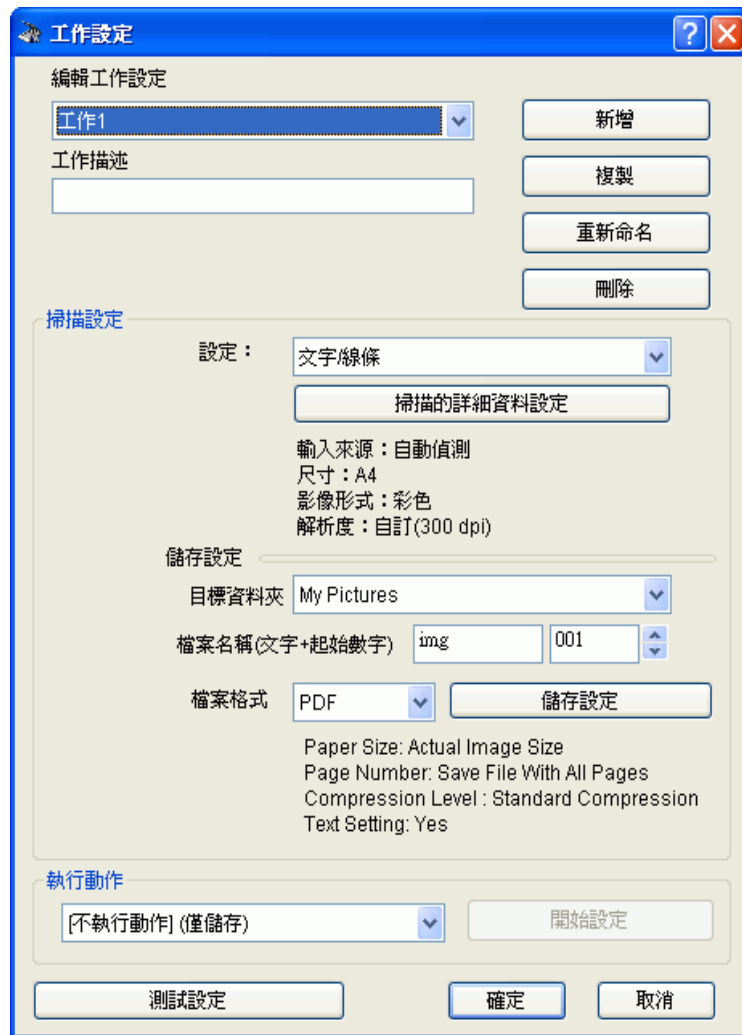 工作設定
編輯工作設定
工作1
新增
工作描述
複製
重新命名
刪除
掃描設定
設定：
文字/線條
掃描的詳細資料設定
輸入來源：自動偵測
尺寸：A4
影像形式：彩色
解析度：自訂(300 dpi)
儲存設定
目標資料夾 My Pictures
檔案名稱(文字+起始數字) img 001
檔案格式 PDF 儲存設定
Paper Size: Actual Image Size
Page Number: Save File With All Pages
Compression Level : Standard Compression
Text Setting: Yes
執行動作
[不執行動作] (僅儲存) 開始設定
測試設定 確定 取消